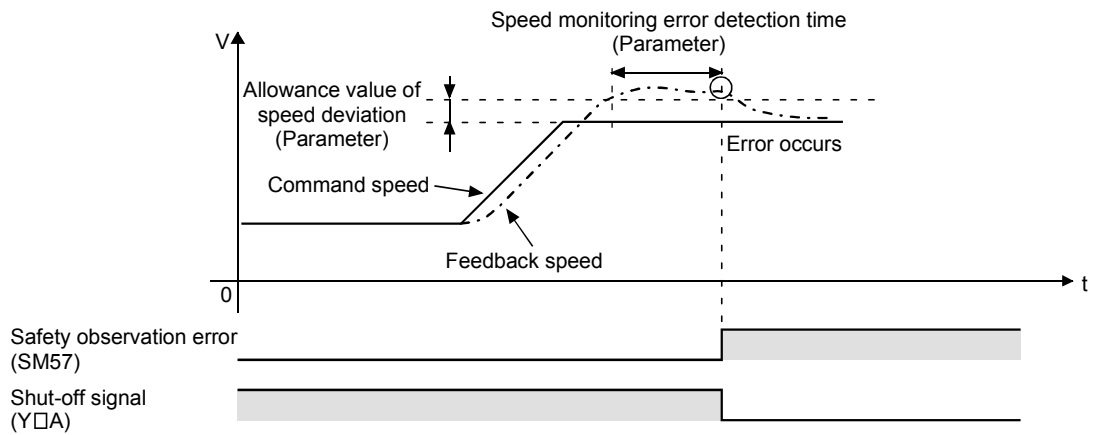 Speed monitoring error detection time
(Parameter)
V
Allowance value of
speed deviation
(Parameter)
Error occurs
Command speed
Feedback speed
0
t
Safety observation error
(SM57)
Shut-off signal
(Y□A)